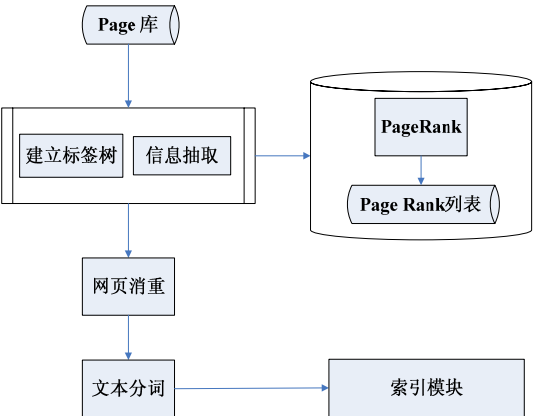 Page 库
建立标签树
信息抽取
PageRank
Page Rank列表
网页消重
文本分词
索引模块